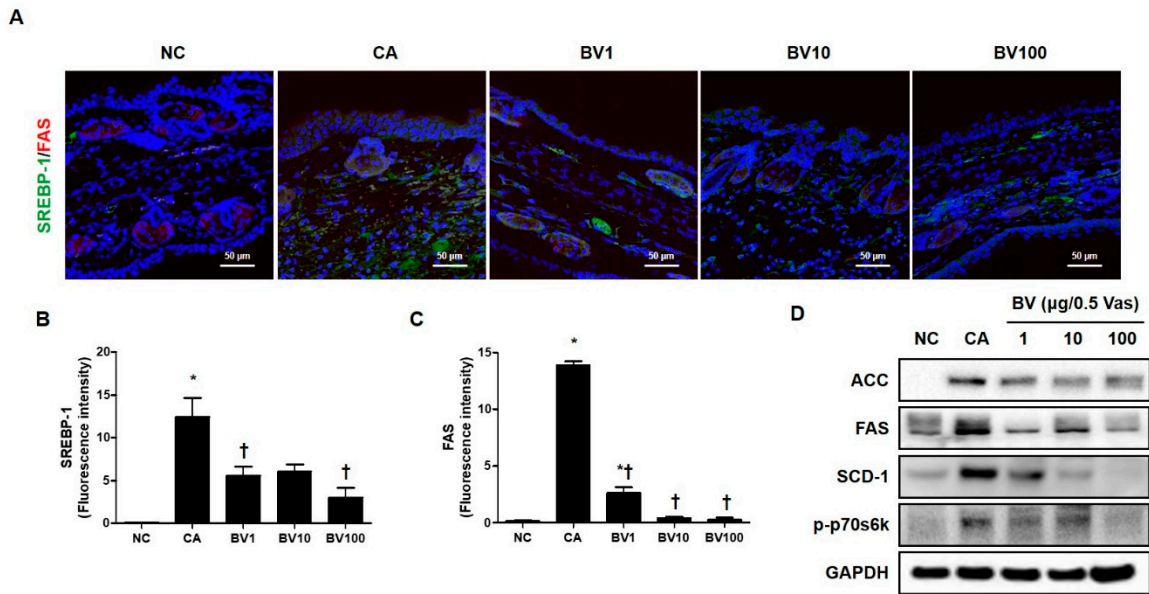 A
NC CA BV1 BV10 BV100
SREBP-1/FAS
50 µm 50 µm 50 µm 50 µm 50 µm
B
SREBP-1
(Fluorescence intensity)
20
15
10
5
0
*
†
†
NC CA BV1 BV10 BV100
C
FAS
(Fluorescence intensity)
15
10
5
0
*
*†
†
†
NC CA BV1 BV10 BV100
D
BV (µg/0.5 Vas)
NC CA 1 10 100
ACC
FAS
SCD-1
p-p70s6k
GAPDH